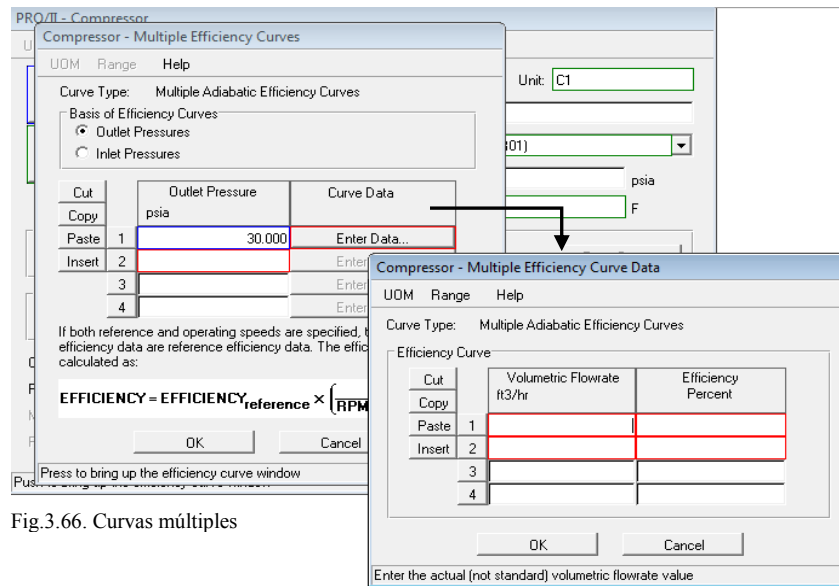 PRO/II - Compressor
Compressor - Multiple Efficiency Curves
UOM Range Help
Curve Type: Multiple Adiabatic Efficiency Curves
Basis of Efficiency Curves
Outlet Pressures
Inlet Pressures
Cut
Copy
Paste
Insert
Outlet Pressure
psia
Curve Data
1 30.000 Enter Data...
2 Enter
3 Enter
4 Enter
If both reference and operating speeds are specified,
efficiency data are reference efficiency data. The
calculated as:
EFFICIENCY = EFFICIENCYreference × ( RPM
OK Cancel
Press to bring up the efficiency curve window
Unit: C1
psia
F
Compressor - Multiple Efficiency Curve Data
UOM Range Help
Curve Type: Multiple Adiabatic Efficiency Curves
Efficiency Curve
Cut
Copy
Paste
Insert
Volumetric Flowrate
ft3/hr
Efficiency
Percent
1
2
3
4
OK Cancel
Enter the actual (not standard) volumetric flowrate value
Fig.3.66. Curvas múltiples